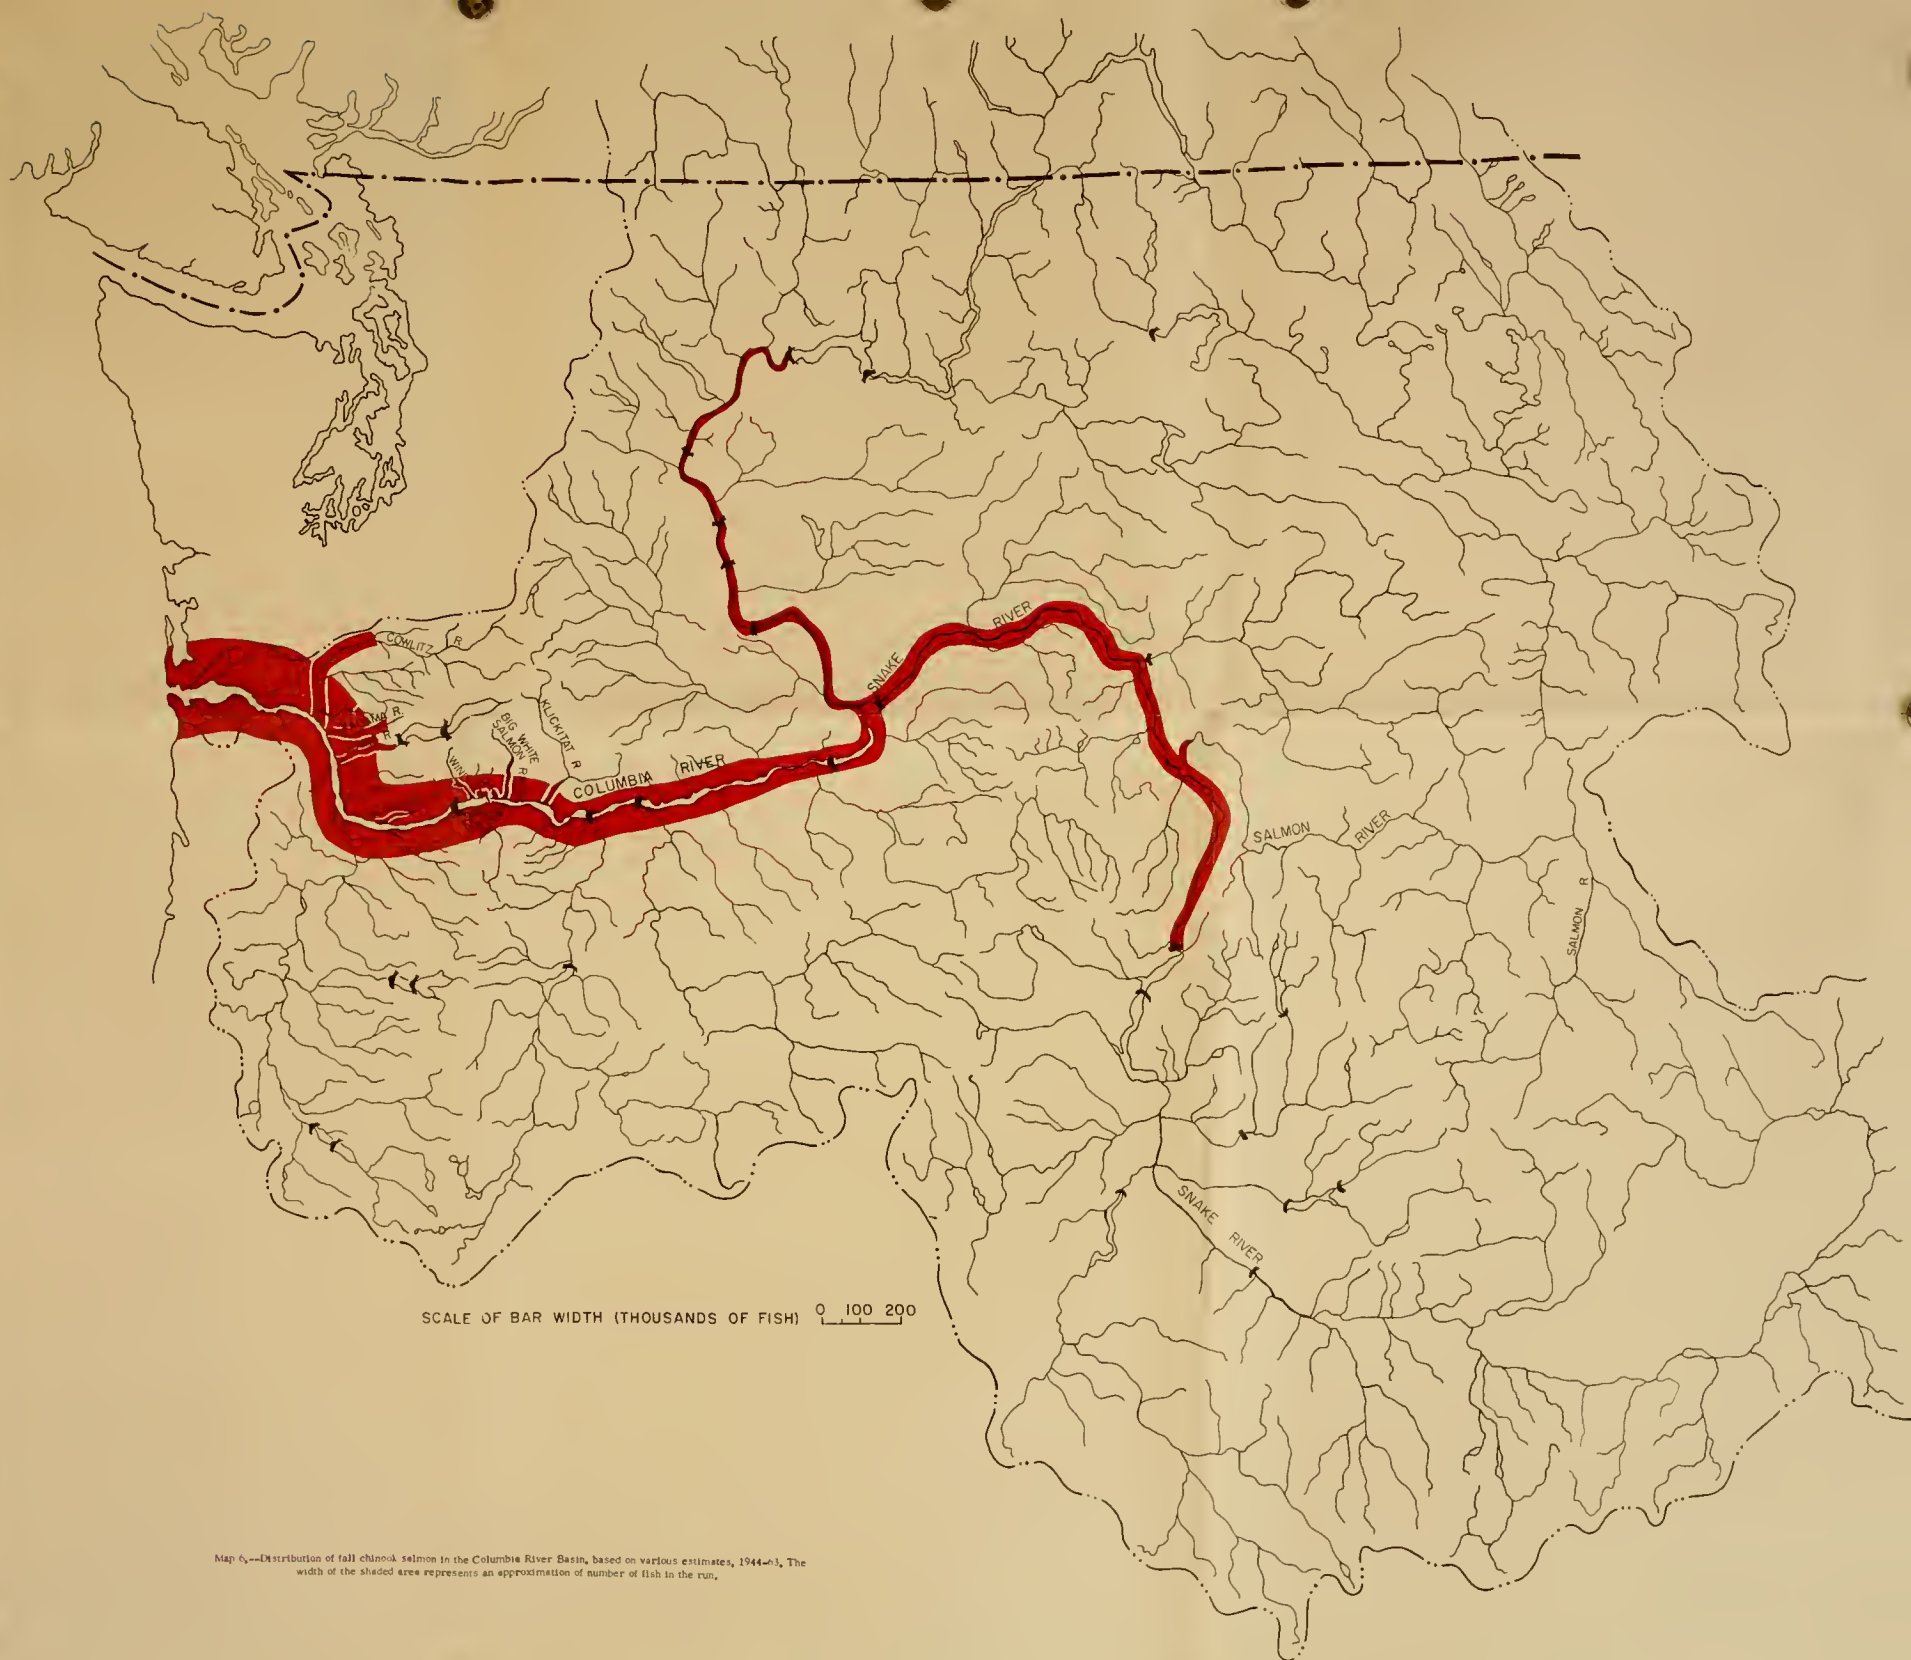 COWLITZ R
R.
R
WIND
BIG WHITE
SALMON R
KLICKITAT R
COLUMBIA RIVER
SNAKE RIVER
SALMON RIVER
SALMON R
SNAKE RIVER
SCALE OF BAR WIDTH (THOUSANDS OF FISH) 0 100 200
Map 6.--Distribution of fall chinook salmon in the Columbia River Basin, based on various estimates, 1944-63. The
width of the shaded area represents an approximation of number of fish in the run.